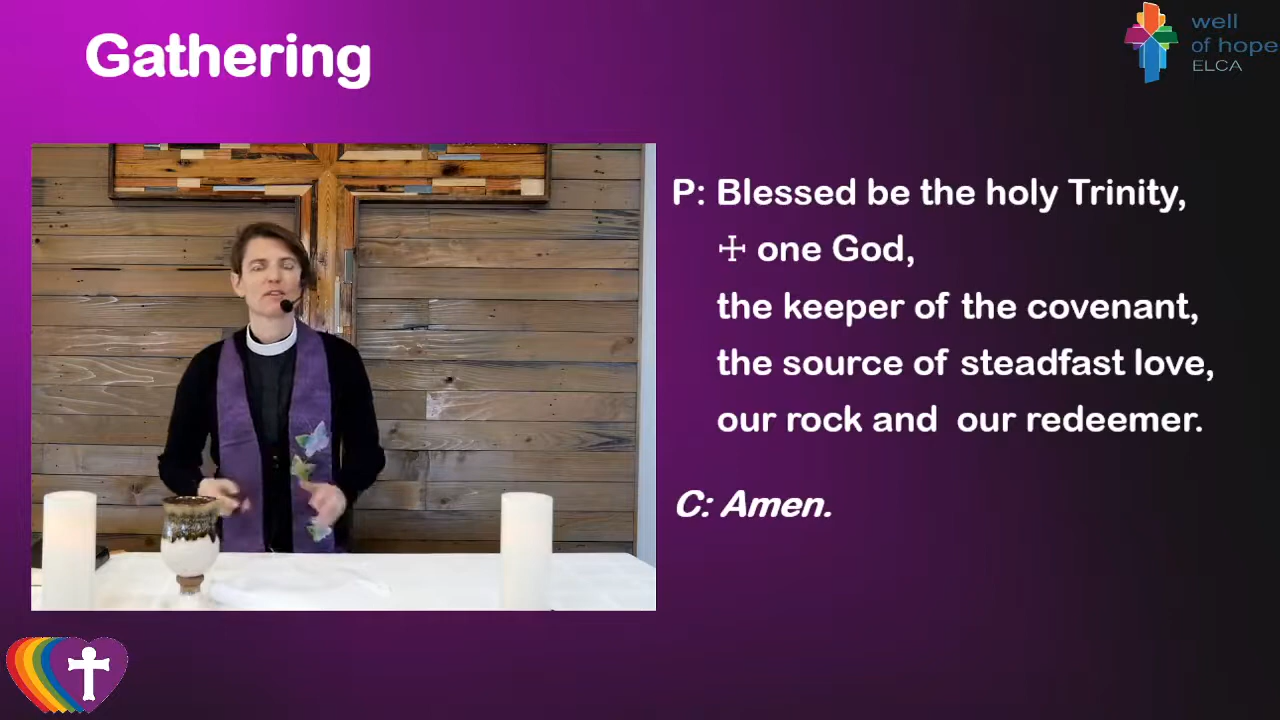 Gathering
well
of hope
ELCA
P: Blessed be the holy Trinity,
☩ one God,
the keeper of the covenant,
the source of steadfast love,
our rock and our redeemer.
C: Amen.